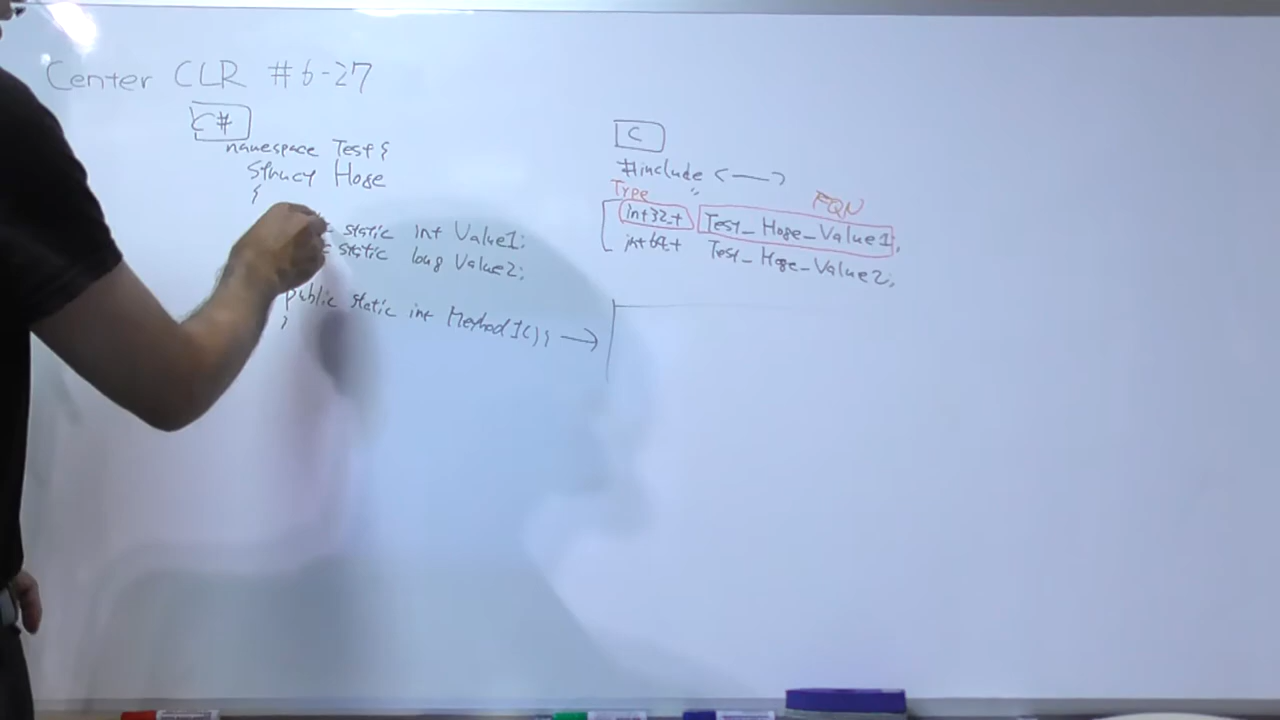 Center CLR #6-27
C#
namespace Test {
struct Hoge
{
static int Value1;
static long Value2;
public static int Method1() {
}
→
C
#include < — >
"
Type
FQN
int32_t Test_Hoge_Value1;
int64_t Test_Hoge_Value2;